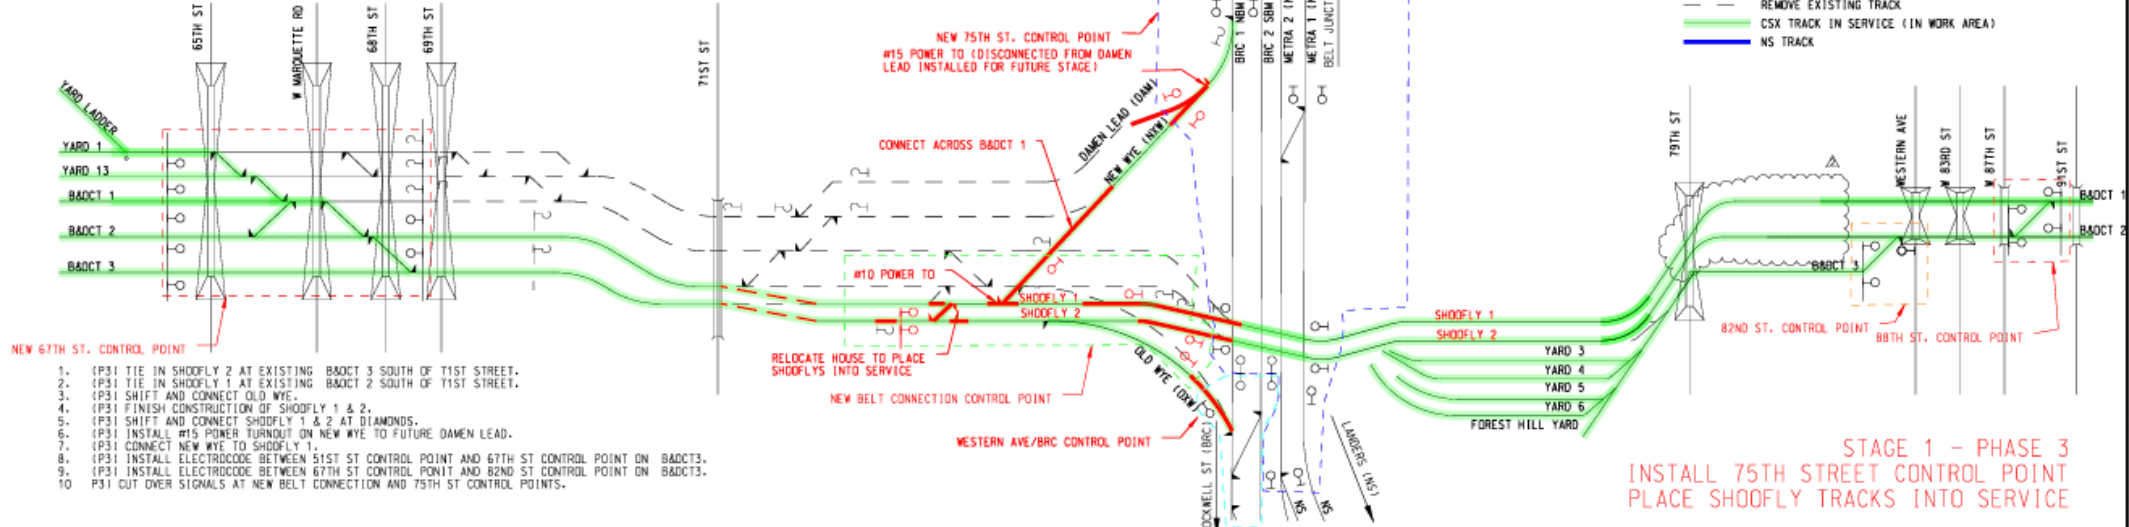 65TH ST
W MARQUETTE RD
68TH ST
69TH ST
71ST ST
YARD LADDER
YARD 1
YARD 13
B&OCT 1
B&OCT 2
B&OCT 3
NEW 67TH ST. CONTROL POINT
1. (P3) TIE IN SHOOFLY 2 AT EXISTING B&OCT 3 SOUTH OF 71ST STREET.
2. (P3) TIE IN SHOOFLY 1 AT EXISTING B&OCT 2 SOUTH OF 71ST STREET.
3. (P3) SHIFT AND CONNECT OLD WYE.
4. (P3) FINISH CONSTRUCTION OF SHOOFLY 1 & 2.
5. (P3) SHIFT AND CONNECT SHOOFLY 1 & 2 AT DIAMONDS.
6. (P3) INSTALL #15 POWER TURNOUT ON NEW WYE TO FUTURE DAMEN LEAD.
7. (P3) CONNECT NEW WYE TO SHOOFLY 1.
8. (P3) INSTALL ELECTROCODE BETWEEN 51ST ST CONTROL POINT AND 67TH ST CONTROL POINT ON B&OCT3.
9. (P3) INSTALL ELECTROCODE BETWEEN 67TH ST CONTROL PONIT AND 82ND ST CONTROL POINT ON B&OCT3.
10 P3) CUT OVER SIGNALS AT NEW BELT CONNECTION AND 75TH ST CONTROL POINTS.
NEW 75TH ST. CONTROL POINT
#15 POWER TO (DISCONNECTED FROM DAMEN
LEAD INSTALLED FOR FUTURE STAGE)
CONNECT ACROSS B&OCT 1
DAMEN LEAD (DAM)
NEW WYE (NXW)
#10 POWER TO
SHOOFLY 1
SHOOFLY 2
RELOCATE HOUSE TO PLACE
SHOOFLYS INTO SERVICE
NEW BELT CONNECTION CONTROL POINT
OLD WYE (OXW)
WESTERN AVE/BRC CONTROL POINT
BRC 1 NBM
BRC 2 SBM
METRA 2
METRA 1
BELT JUNCT
ROCKWELL ST (BRC)
NS
NS
LANDERS (NS)
REMOVE EXISTING TRACK
CSX TRACK IN SERVICE (IN WORK AREA)
NS TRACK
SHOOFLY 1
SHOOFLY 2
YARD 3
YARD 4
YARD 5
YARD 6
FOREST HILL YARD
79TH ST
WESTERN AVE
W 83RD ST
W 87TH ST
91ST ST
B&OCT 1
B&OCT 2
B&OCT 3
82ND ST. CONTROL POINT
88TH ST. CONTROL POINT
STAGE 1 - PHASE 3
INSTALL 75TH STREET CONTROL POINT
PLACE SHOOFLY TRACKS INTO SERVICE